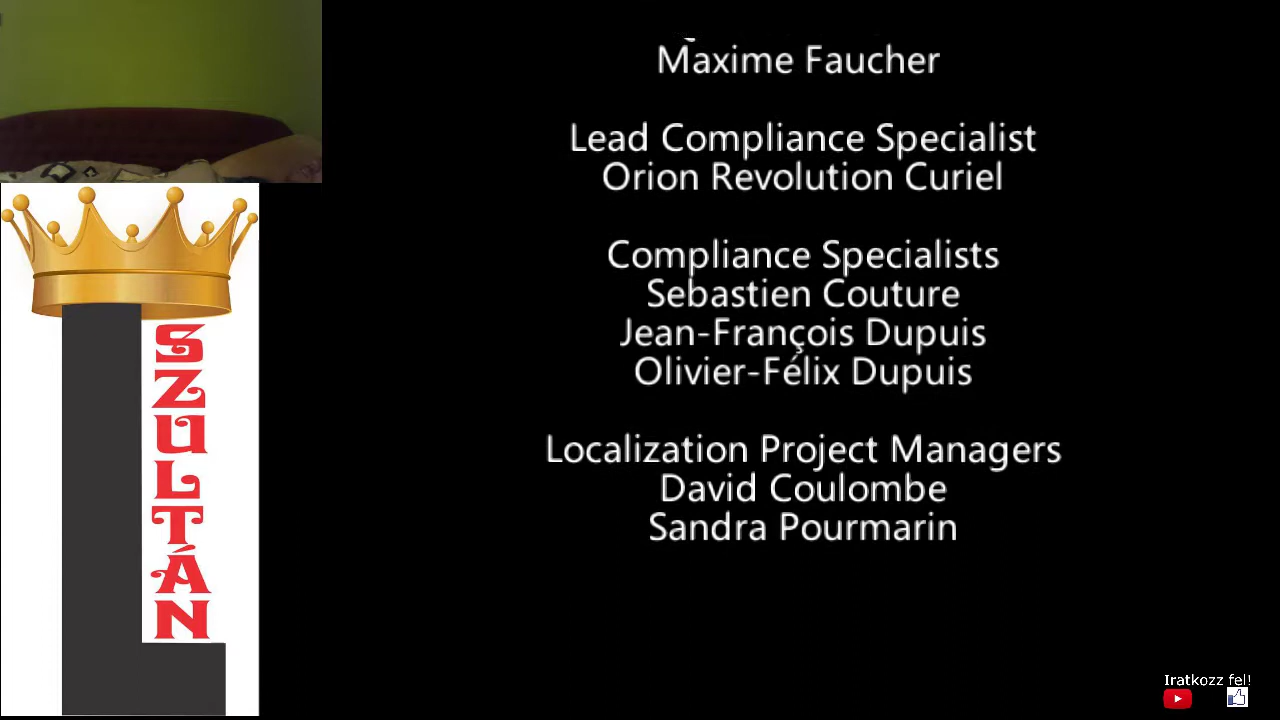 Maxime Faucher
Lead Compliance Specialist
Orion Revolution Curiel
Compliance Specialists
Sebastien Couture
Jean-François Dupuis
Olivier-Félix Dupuis
Localization Project Managers
David Coulombe
Sandra Pourmarin
L
SZULTÁN
Iratkozz fel!